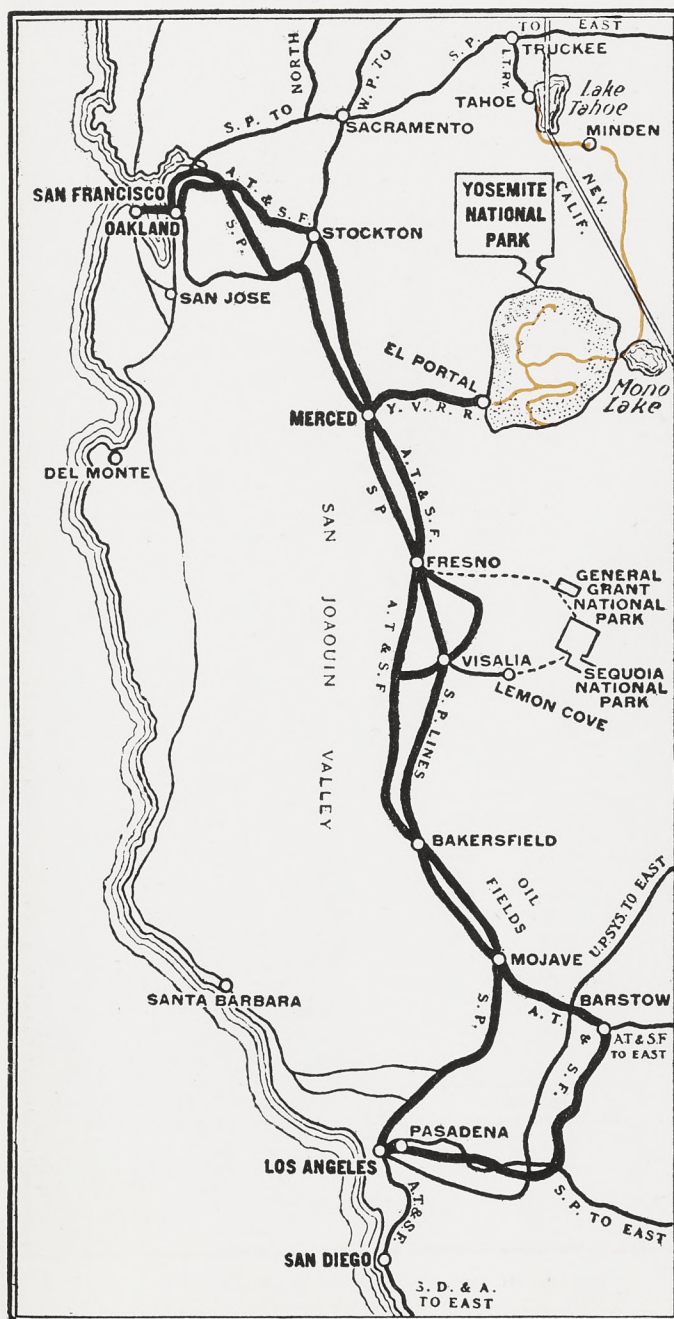 TO EAST
TRUCKEE
S. P.
L.T.RY.
TAHOE
Lake
Tahoe
MINDEN
S. P. TO NORTH
W. P. TO
SACRAMENTO
NEV.
CALIF.
YOSEMITE
NATIONAL
PARK
SAN FRANCISCO
OAKLAND
A. T. & S. F.
S. P.
STOCKTON
SAN JOSE
EL PORTAL
Mono
Lake
MERCED
Y. V. R. R.
DEL MONTE
S P
A. T. & S. F.
SAN JOAQUIN VALLEY
FRESNO
GENERAL
GRANT
NATIONAL
PARK
A. T & S. F
VISALIA
LEMON COVE
SEQUOIA
NATIONAL
PARK
S. P. LINES
BAKERSFIELD
OIL
FIELDS
U.P.SYS. TO EAST
MOJAVE
SANTA BARBARA
BARSTOW
S. P.
A. T. & S. F.
A.T & S.F
TO EAST
PASADENA
LOS ANGELES
S. P. TO EAST
A.T.& S.F.
SAN DIEGO
S. D. & A.
TO EAST